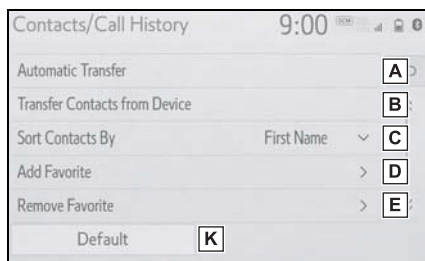 Contacts/Call History 9:00 DCM
Automatic Transfer A
Transfer Contacts from Device B
Sort Contacts By First Name C
Add Favorite > D
Remove Favorite > E
Default K